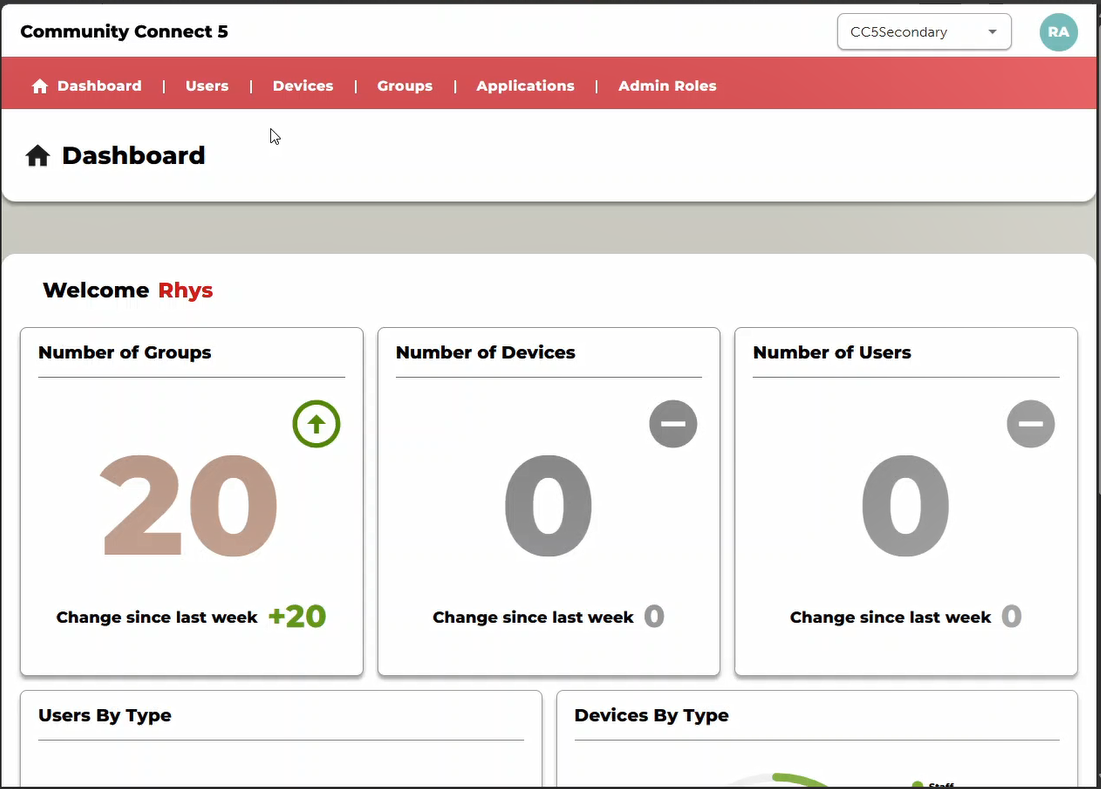 Community Connect 5
CC5Secondary
RA
Dashboard | Users | Devices | Groups | Applications | Admin Roles
Dashboard
Welcome Rhys
Number of Groups
20
Change since last week +20
Number of Devices
0
Change since last week 0
Number of Users
0
Change since last week 0
Users By Type
Devices By Type
Staff